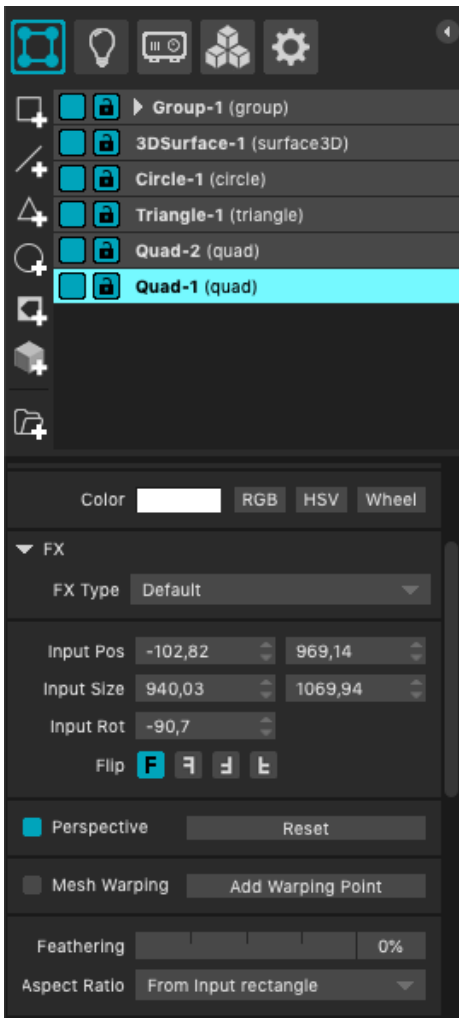 Group-1 (group)
3DSurface-1 (surface3D)
Circle-1 (circle)
Triangle-1 (triangle)
Quad-2 (quad)
Quad-1 (quad)
Color RGB HSV Wheel
FX
FX Type Default
Input Pos -102,82 969,14
Input Size 940,03 1069,94
Input Rot -90,7
Flip F
Perspective Reset
Mesh Warping Add Warping Point
Feathering 0%
Aspect Ratio From Input rectangle